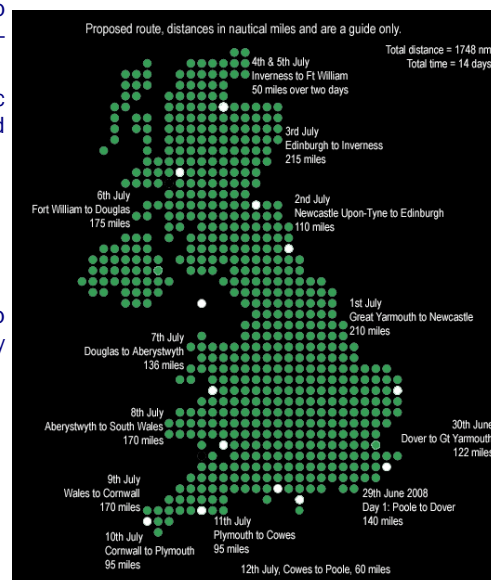 Proposed route, distances in nautical miles and are a guide only.
Total distance = 1748 nm
Total time = 14 days
4th & 5th July
Inverness to Ft William
50 miles over two days
3rd July
Edinburgh to Inverness
215 miles
6th July
Fort William to Douglas
175 miles
2nd July
Newcastle Upon-Tyne to Edinburgh
110 miles
1st July
Great Yarmouth to Newcastle
210 miles
7th July
Douglas to Aberystwyth
136 miles
8th July
Aberystwyth to South Wales
170 miles
30th June
Dover to Gt Yarmouth
122 miles
9th July
Wales to Cornwall
170 miles
29th June 2008
Day 1: Poole to Dover
140 miles
10th July
Cornwall to Plymouth
95 miles
11th July
Plymouth to Cowes
95 miles
12th July, Cowes to Poole, 60 miles